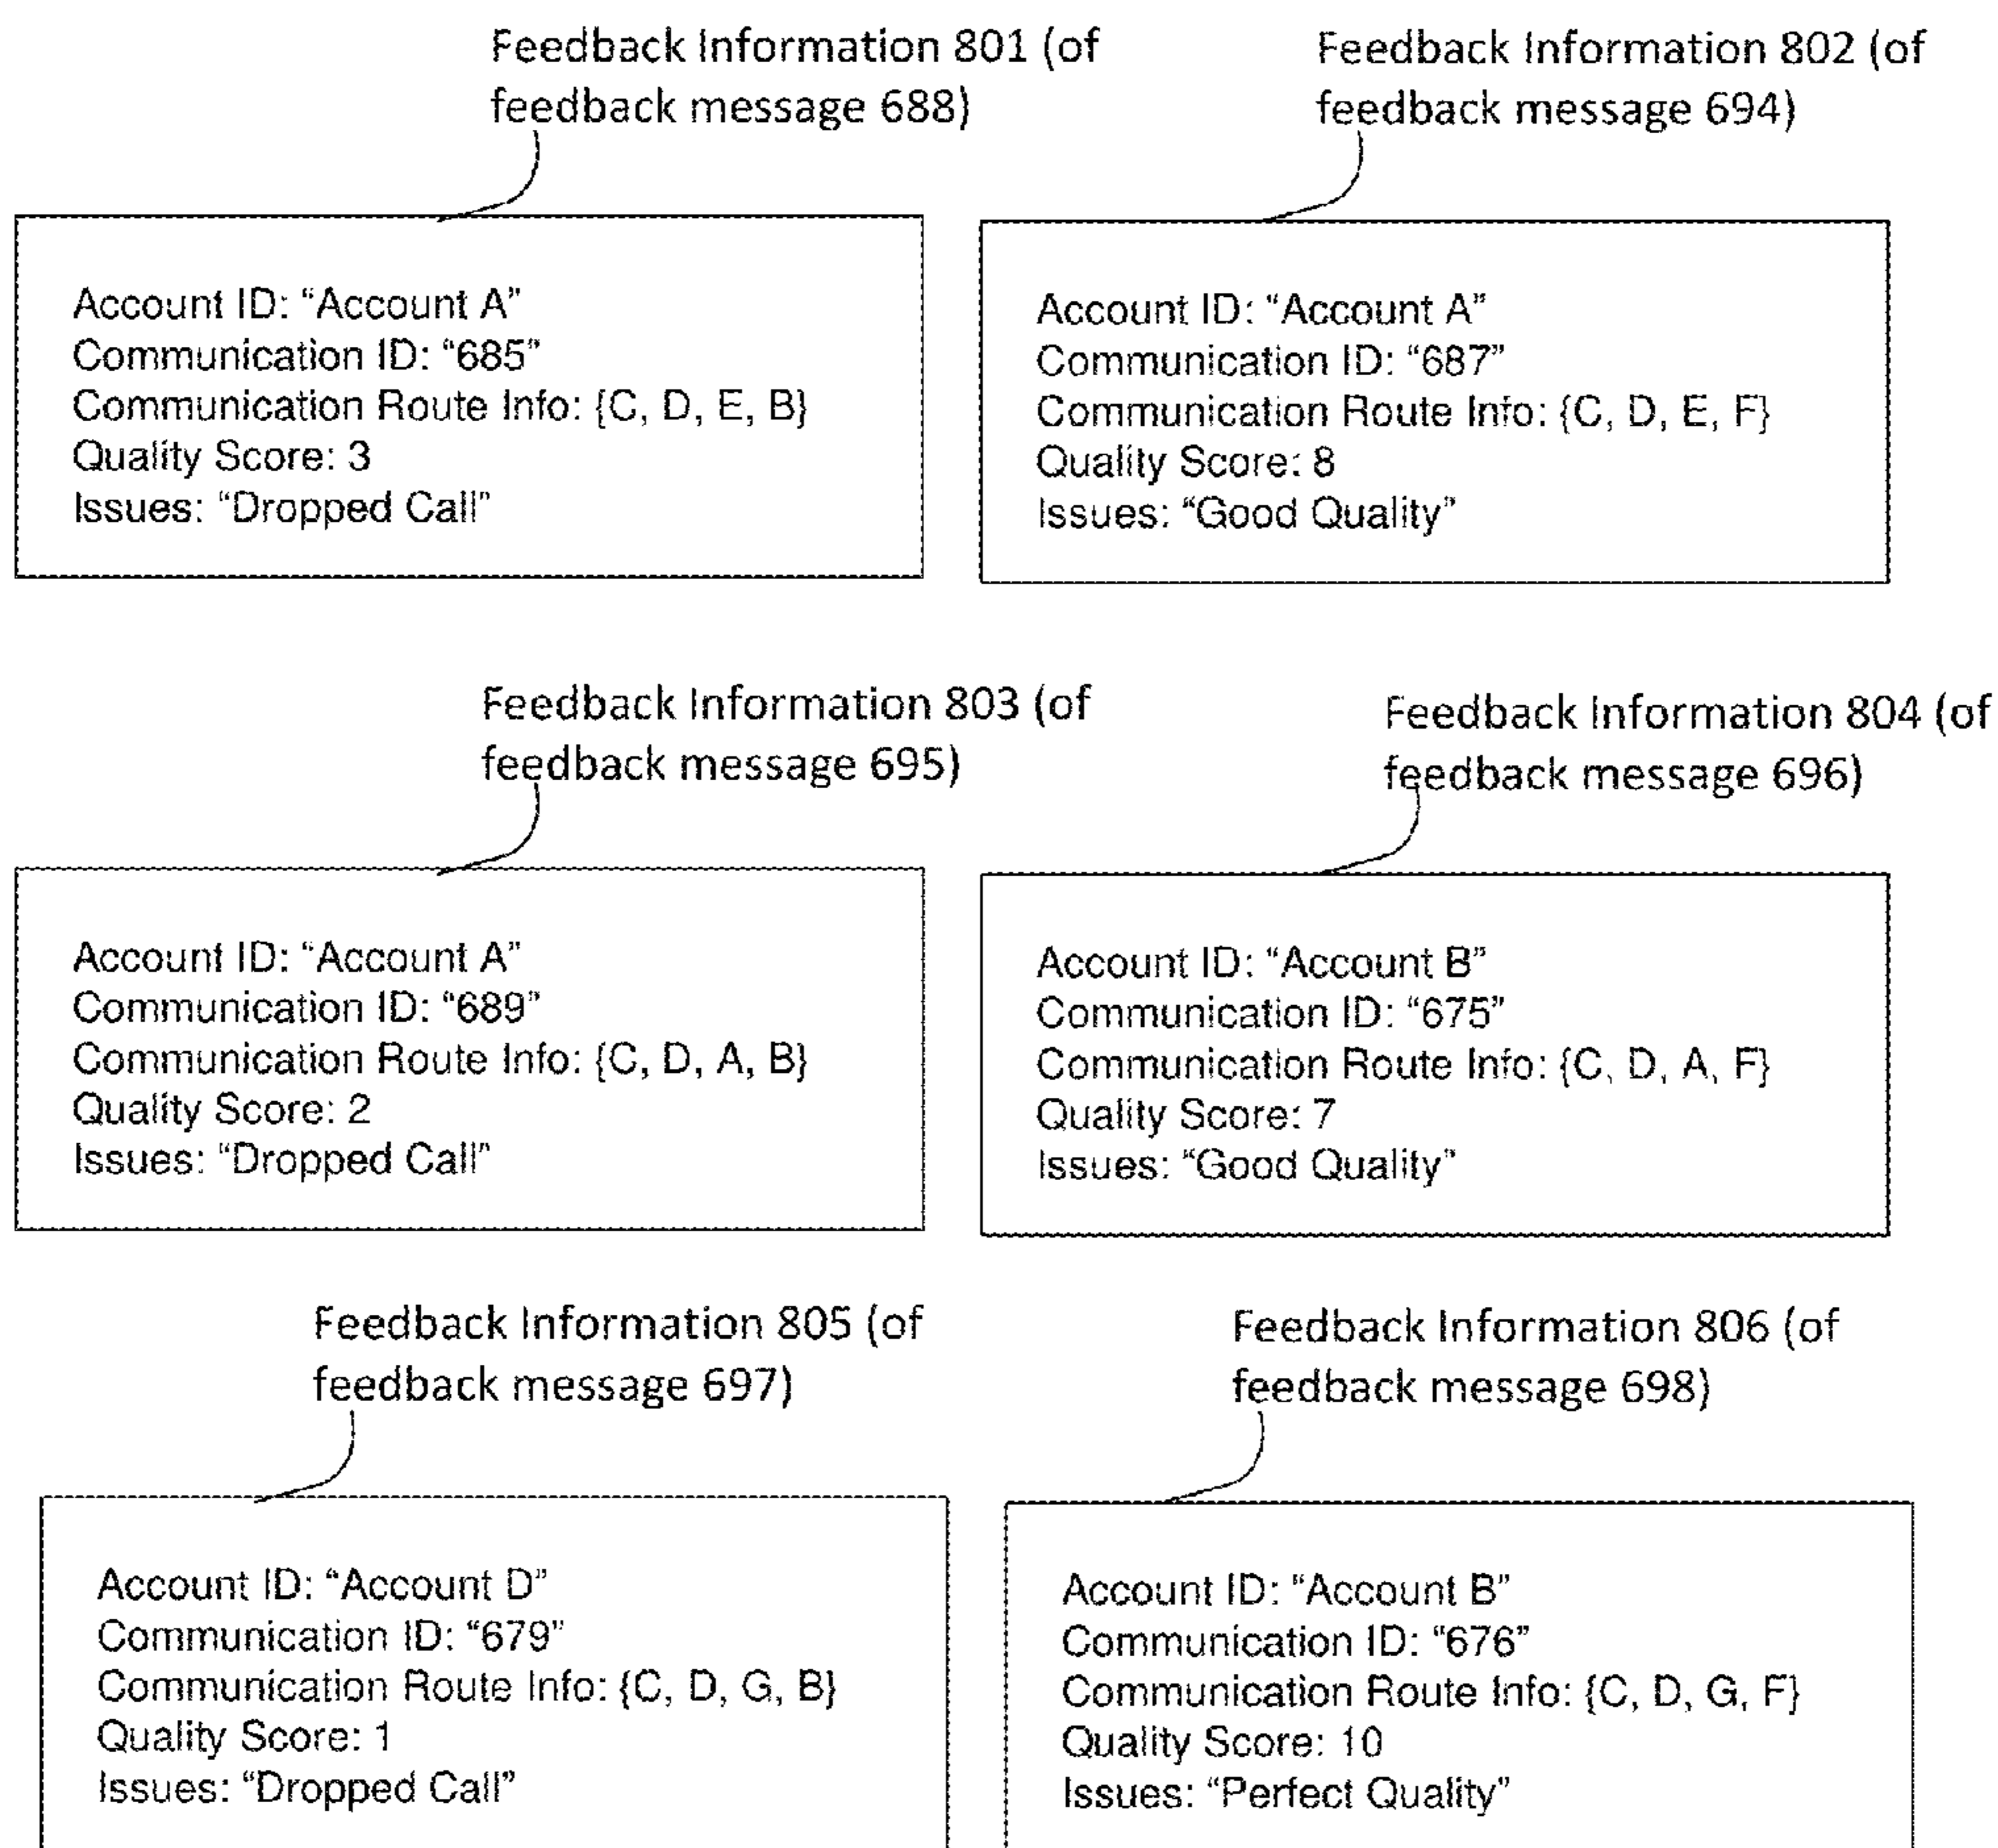 Feedback Information 801 (of
feedback message 688)
Feedback Information 802 (of
feedback message 694)
Account ID: “Account A”
Communication ID: “685”
Communication Route Info: {C, D, E, B}
Quality Score: 3
Issues: “Dropped Call”
Account ID: “Account A”
Communication ID: “687”
Communication Route Info: {C, D, E, F}
Quality Score: 8
Issues: “Good Quality”
Feedback Information 803 (of
feedback message 695)
Feedback Information 804 (of
feedback message 696)
Account ID: “Account A”
Communication ID: “689”
Communication Route Info: {C, D, A, B}
Quality Score: 2
Issues: “Dropped Call”
Account ID: “Account B”
Communication ID: “675”
Communication Route Info: {C, D, A, F}
Quality Score: 7
Issues: “Good Quality”
Feedback Information 805 (of
feedback message 697)
Feedback Information 806 (of
feedback message 698)
Account ID: “Account D”
Communication ID: “679”
Communication Route Info: {C, D, G, B}
Quality Score: 1
Issues: “Dropped Call”
Account ID: “Account B”
Communication ID: “676”
Communication Route Info: {C, D, G, F}
Quality Score: 10
Issues: “Perfect Quality”